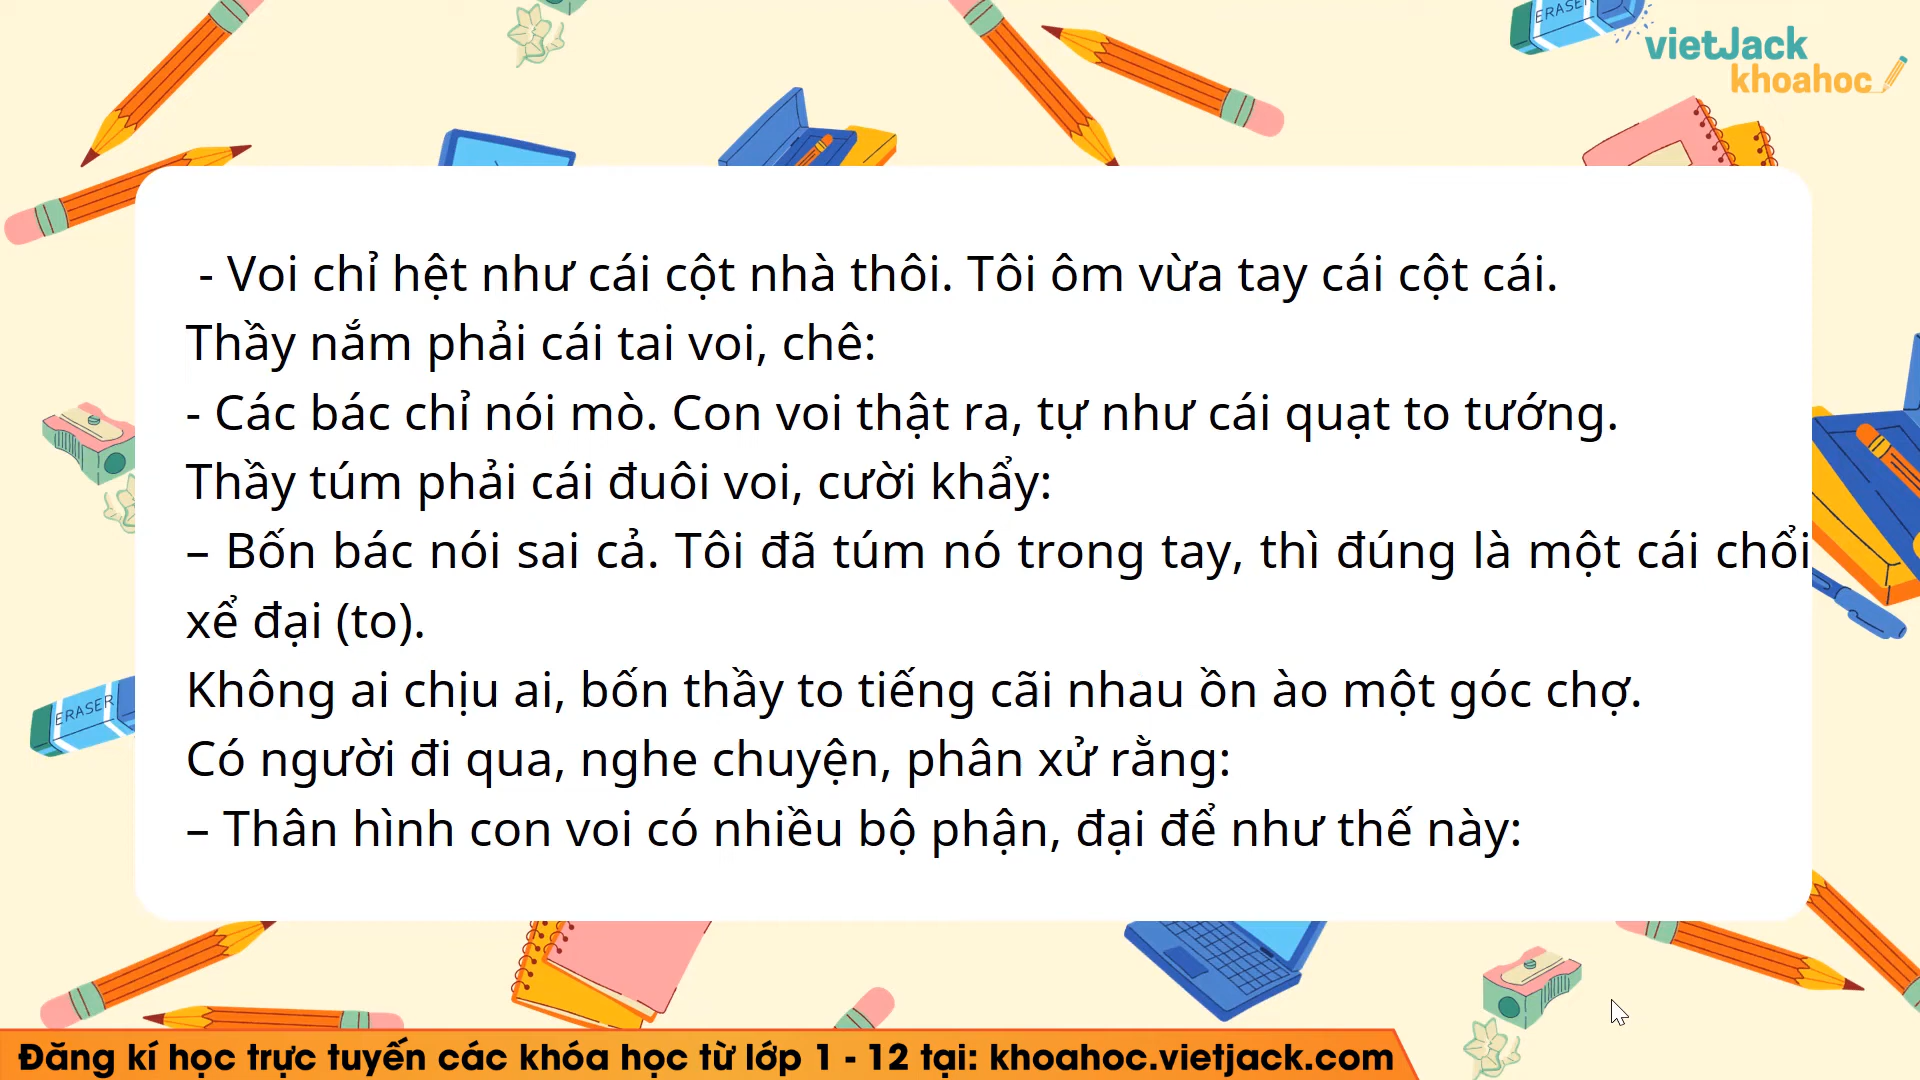 ERASER
vietJack
khoahoc
- Voi chỉ hệt như cái cột nhà thôi. Tôi ôm vừa tay cái cột cái.
Thầy nắm phải cái tai voi, chê:
- Các bác chỉ nói mò. Con voi thật ra, tự như cái quạt to tướng.
Thầy túm phải cái đuôi voi, cười khẩy:
– Bốn bác nói sai cả. Tôi đã túm nó trong tay, thì đúng là một cái chổi
xể đại (to).
Không ai chịu ai, bốn thầy to tiếng cãi nhau ồn ào một góc chợ.
Có người đi qua, nghe chuyện, phân xử rằng:
– Thân hình con voi có nhiều bộ phận, đại để như thế này:
ERASER
Đăng kí học trực tuyến các khóa học từ lớp 1 - 12 tại: khoahoc.vietjack.com